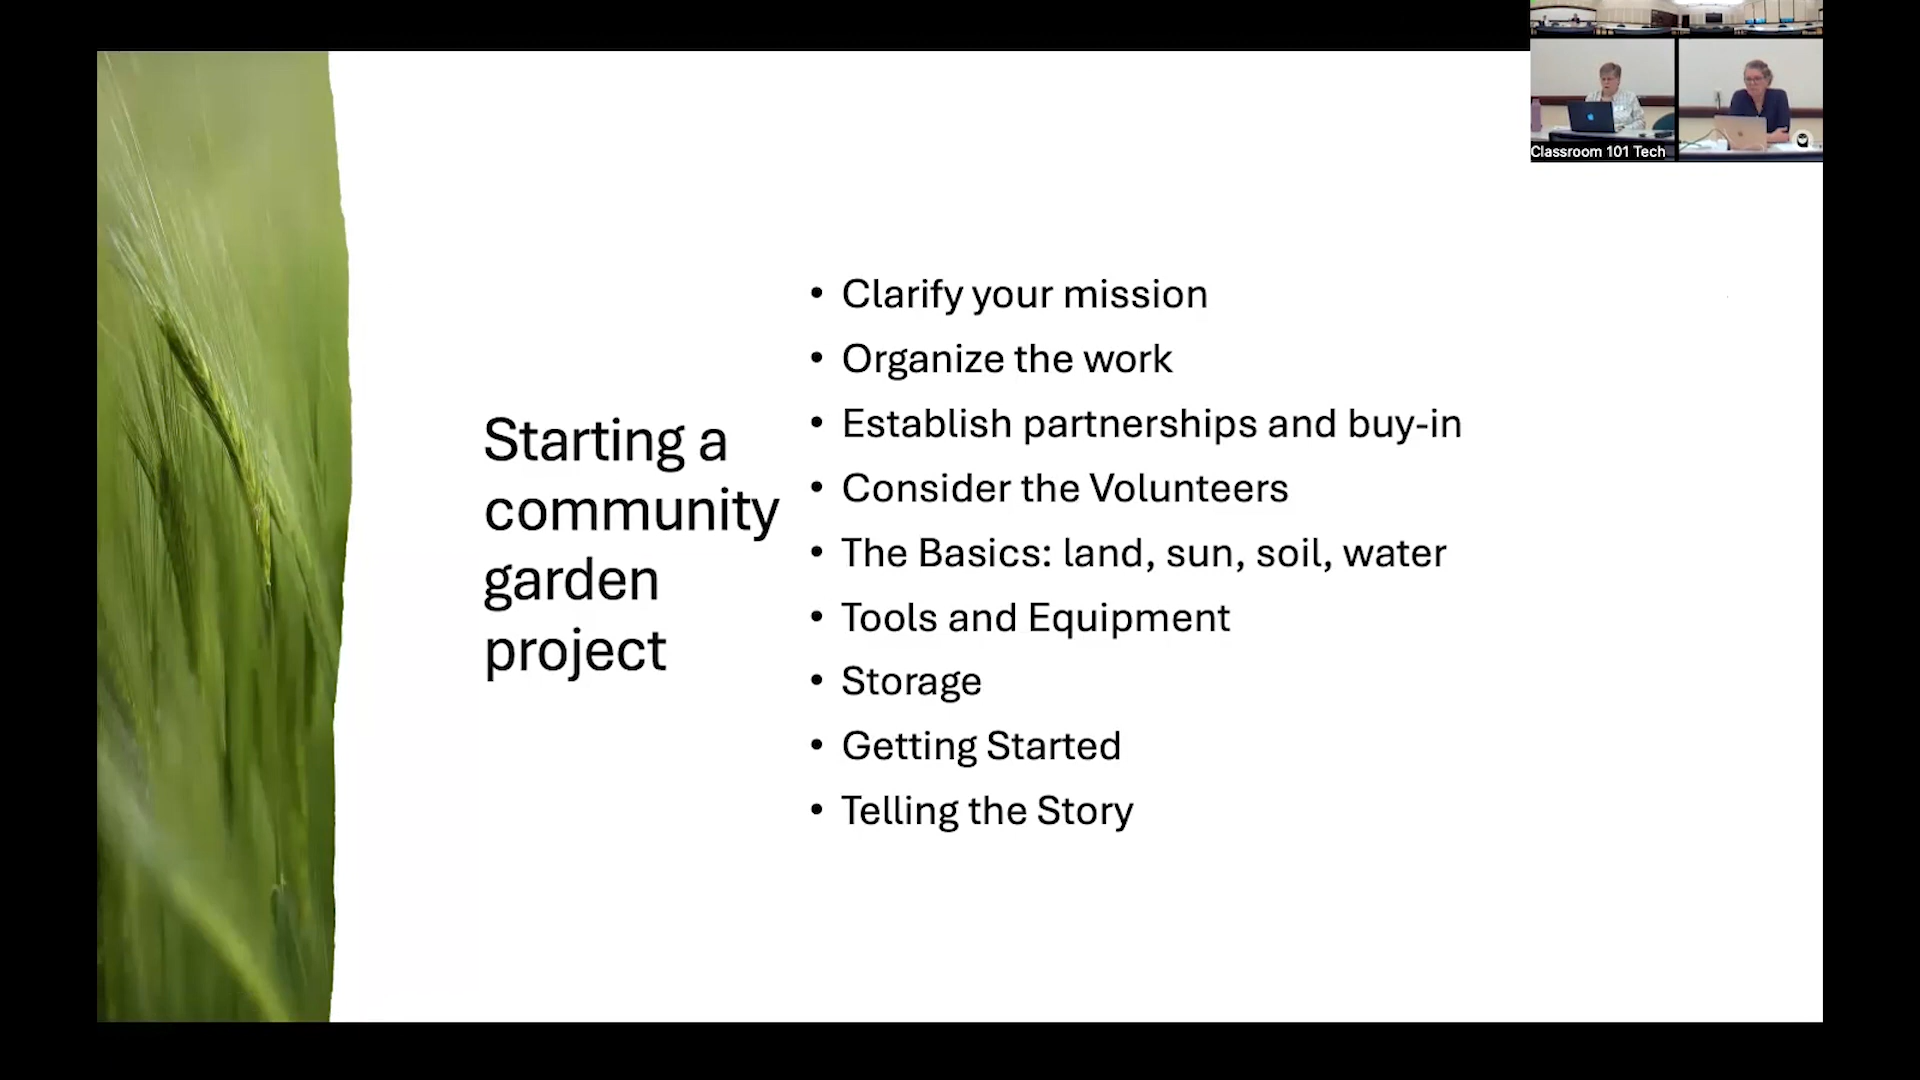 Classroom 101 Tech
Starting a
community
garden
project
• Clarify your mission
• Organize the work
• Establish partnerships and buy-in
• Consider the Volunteers
• The Basics: land, sun, soil, water
• Tools and Equipment
• Storage
• Getting Started
• Telling the Story